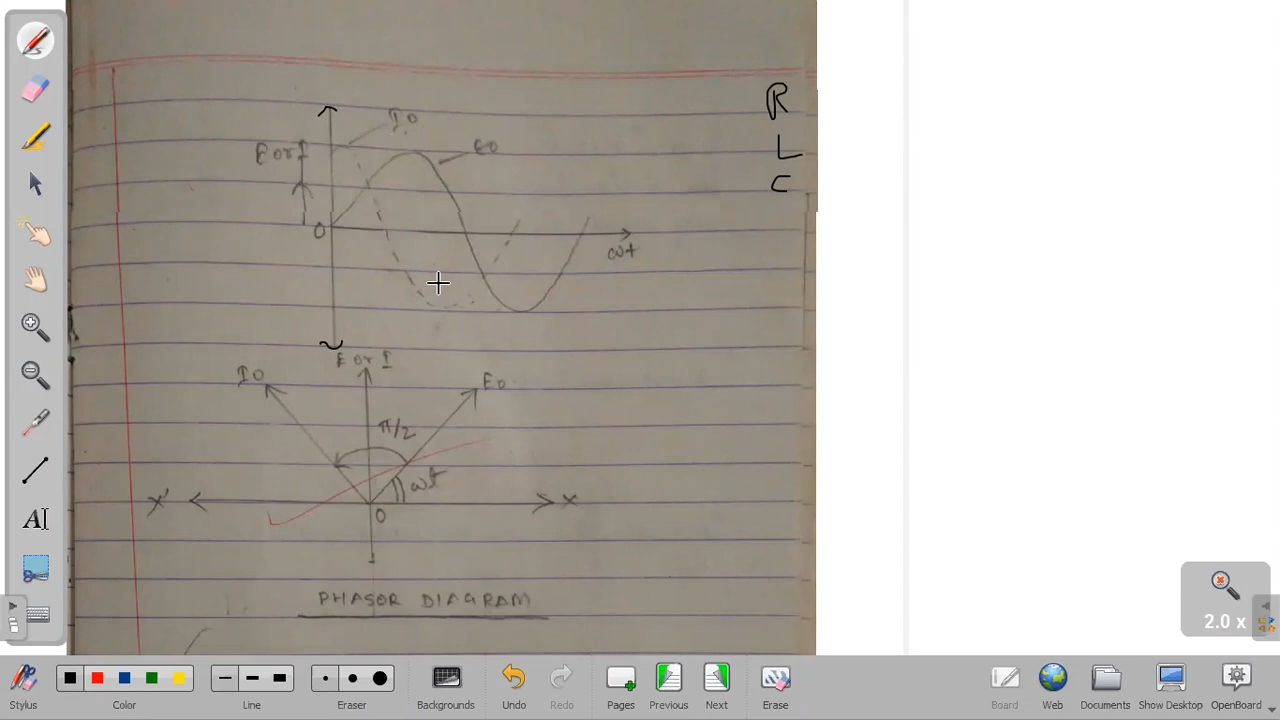 I0
E0
E or I
0
ωt
R
L
C
E or I
I0
E0
π/2
ωt
X'
X
0
PHASOR DIAGRAM
2.0 x
Stylus
Color
Line
Eraser
Backgrounds
Undo
Redo
Pages
Previous
Next
Erase
Board
Web
Documents
Show Desktop
OpenBoard